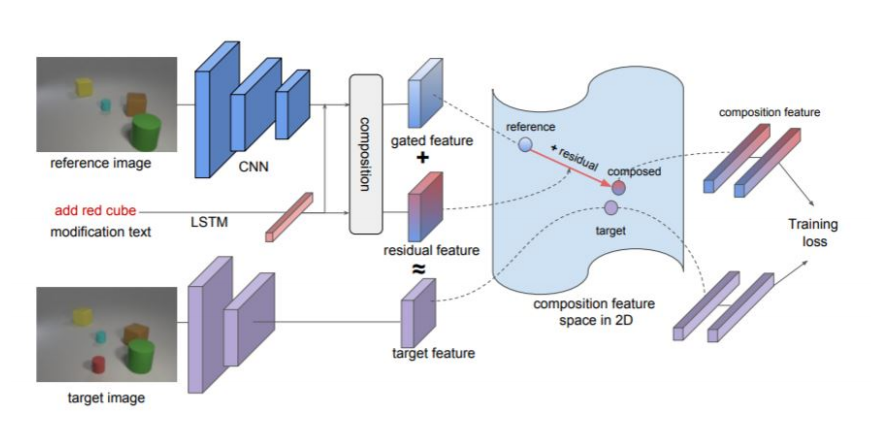 reference image
CNN
add red cube
modification text
LSTM
composition
gated feature
+
residual feature
≈
target feature
target image
reference
+ residual
composed
target
composition feature
space in 2D
composition feature
Training
loss